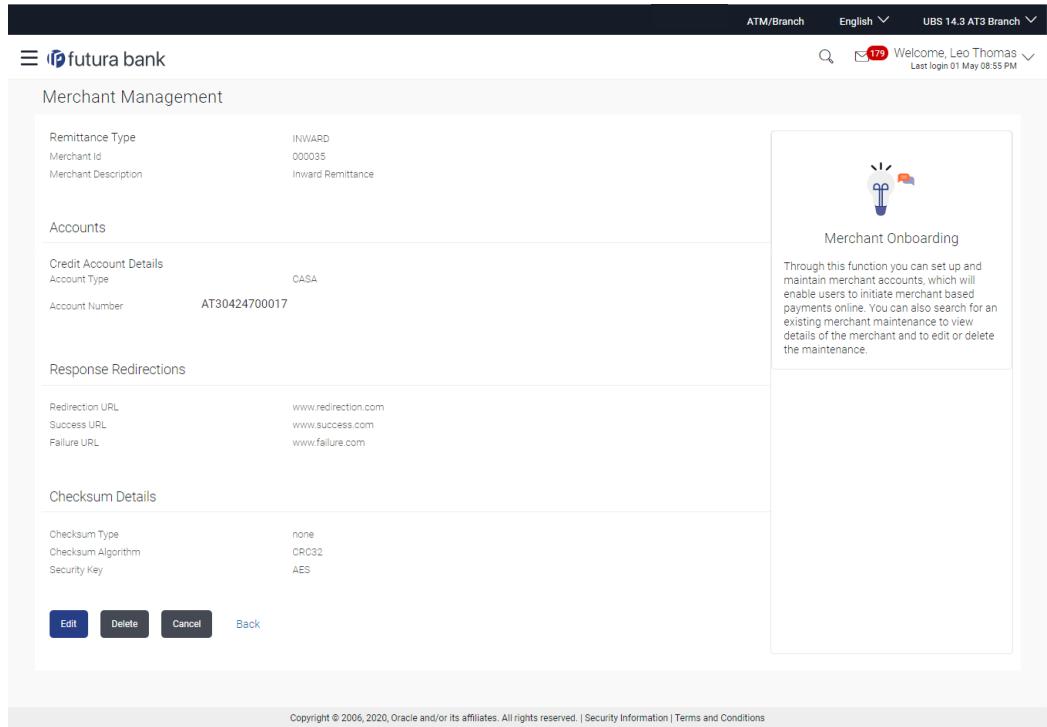 ATM/Branch English UBS 14.3 AT3 Branch
futura bank 179 Welcome, Leo Thomas
Last login 01 May 08:55 PM
Merchant Management
Remittance Type INWARD
Merchant Id 000035
Merchant Description Inward Remittance
Accounts
Credit Account Details
Account Type CASA
Account Number AT30424700017
Response Redirections
Redirection URL www.redirection.com
Success URL www.success.com
Failure URL www.failure.com
Checksum Details
Checksum Type none
Checksum Algorithm CRC32
Security Key AES
Edit Delete Cancel Back
Merchant Onboarding
Through this function you can set up and
maintain merchant accounts, which will
enable users to initiate merchant based
payments online. You can also search for an
existing merchant maintenance to view
details of the merchant and to edit or delete
the maintenance.
Copyright © 2006, 2020, Oracle and/or its affiliates. All rights reserved. | Security Information | Terms and Conditions